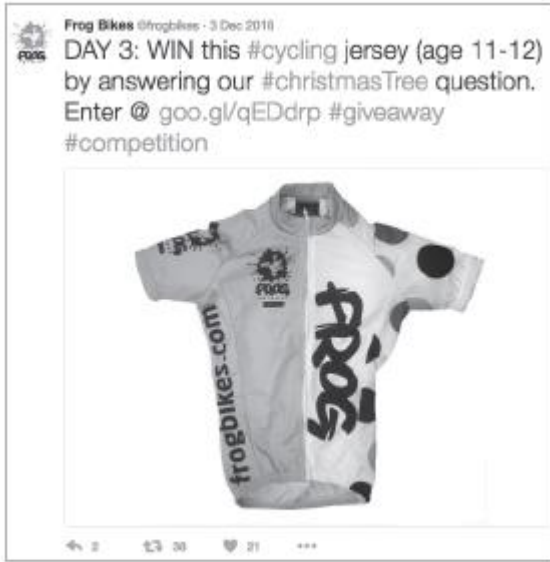 Frog Bikes @frogbikes · 3 Dec 2016
DAY 3: WIN this #cycling jersey (age 11-12)
by answering our #christmasTree question.
Enter @ goo.gl/qEDdrp #giveaway
#competition
FROG
FROG
frogbikes.com
FROG
2 38 21